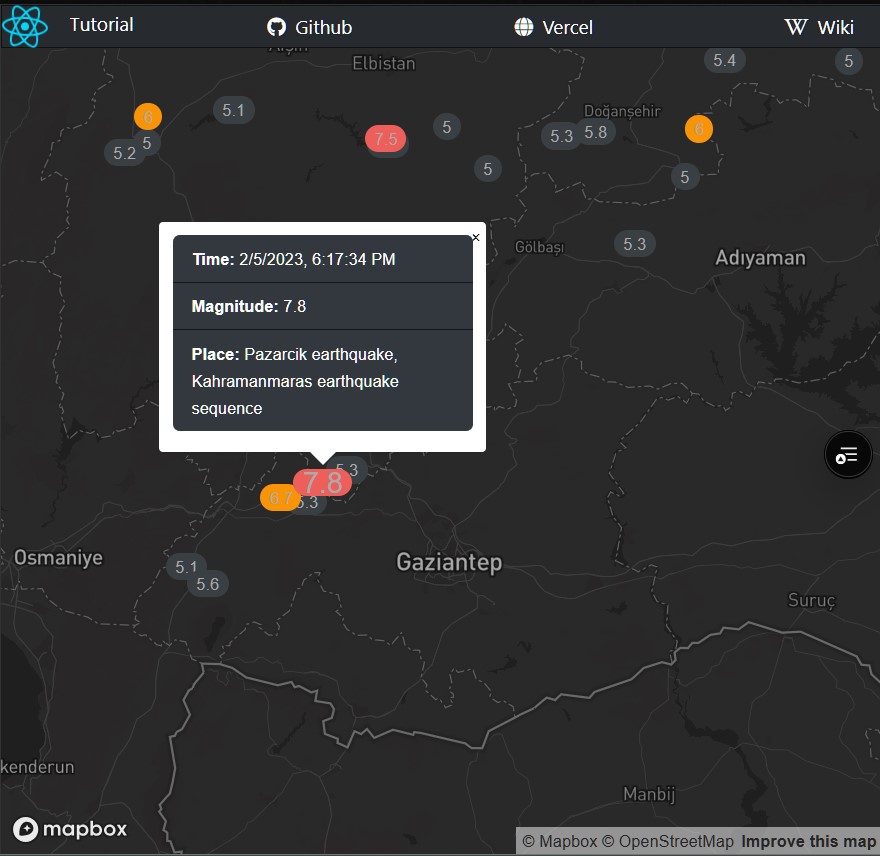 Tutorial
Github
Vercel
Wiki
Elbistan
5.4
5
6
5.1
5
5.2
7.5
5
5
Doğanşehir
5.3
5.8
6
5
Gölbaşı
5.3
Adıyaman
×
Time: 2/5/2023, 6:17:34 PM
Magnitude: 7.8
Place: Pazarcik earthquake,
Kahramanmaras earthquake
sequence
5.3
7.8
6.7
5.3
Osmaniye
5.1
5.6
Gaziantep
Suruç
kenderun
Manbij
mapbox
© Mapbox © OpenStreetMap Improve this map